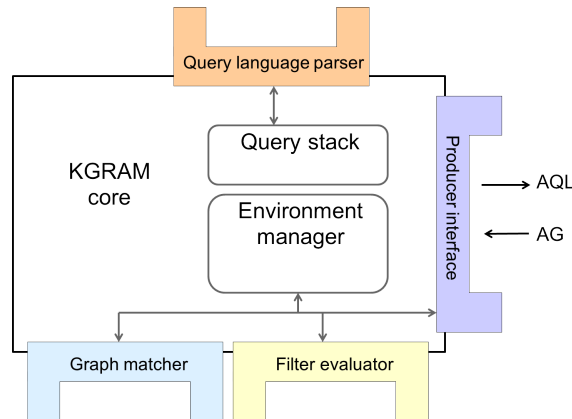 Query language parser
Query stack
KGRAM
core
Environment
manager
Producer interface
AQL
AG
Graph matcher
Filter evaluator